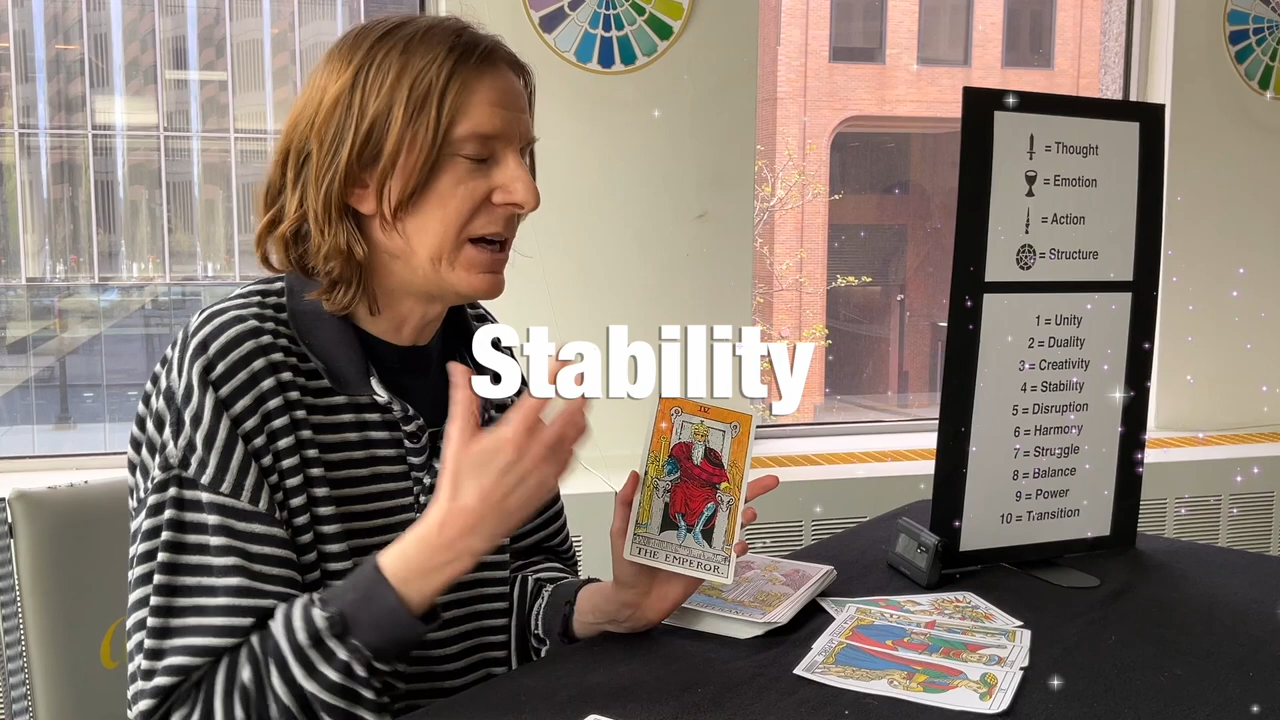 = Thought
= Emotion
= Action
= Structure
1 = Unity
2 = Duality
3 = Creativity
4 = Stability
5 = Disruption
6 = Harmony
7 = Struggle
8 = Balance
9 = Power
10 = Transition
Stability
IV.
THE EMPEROR.